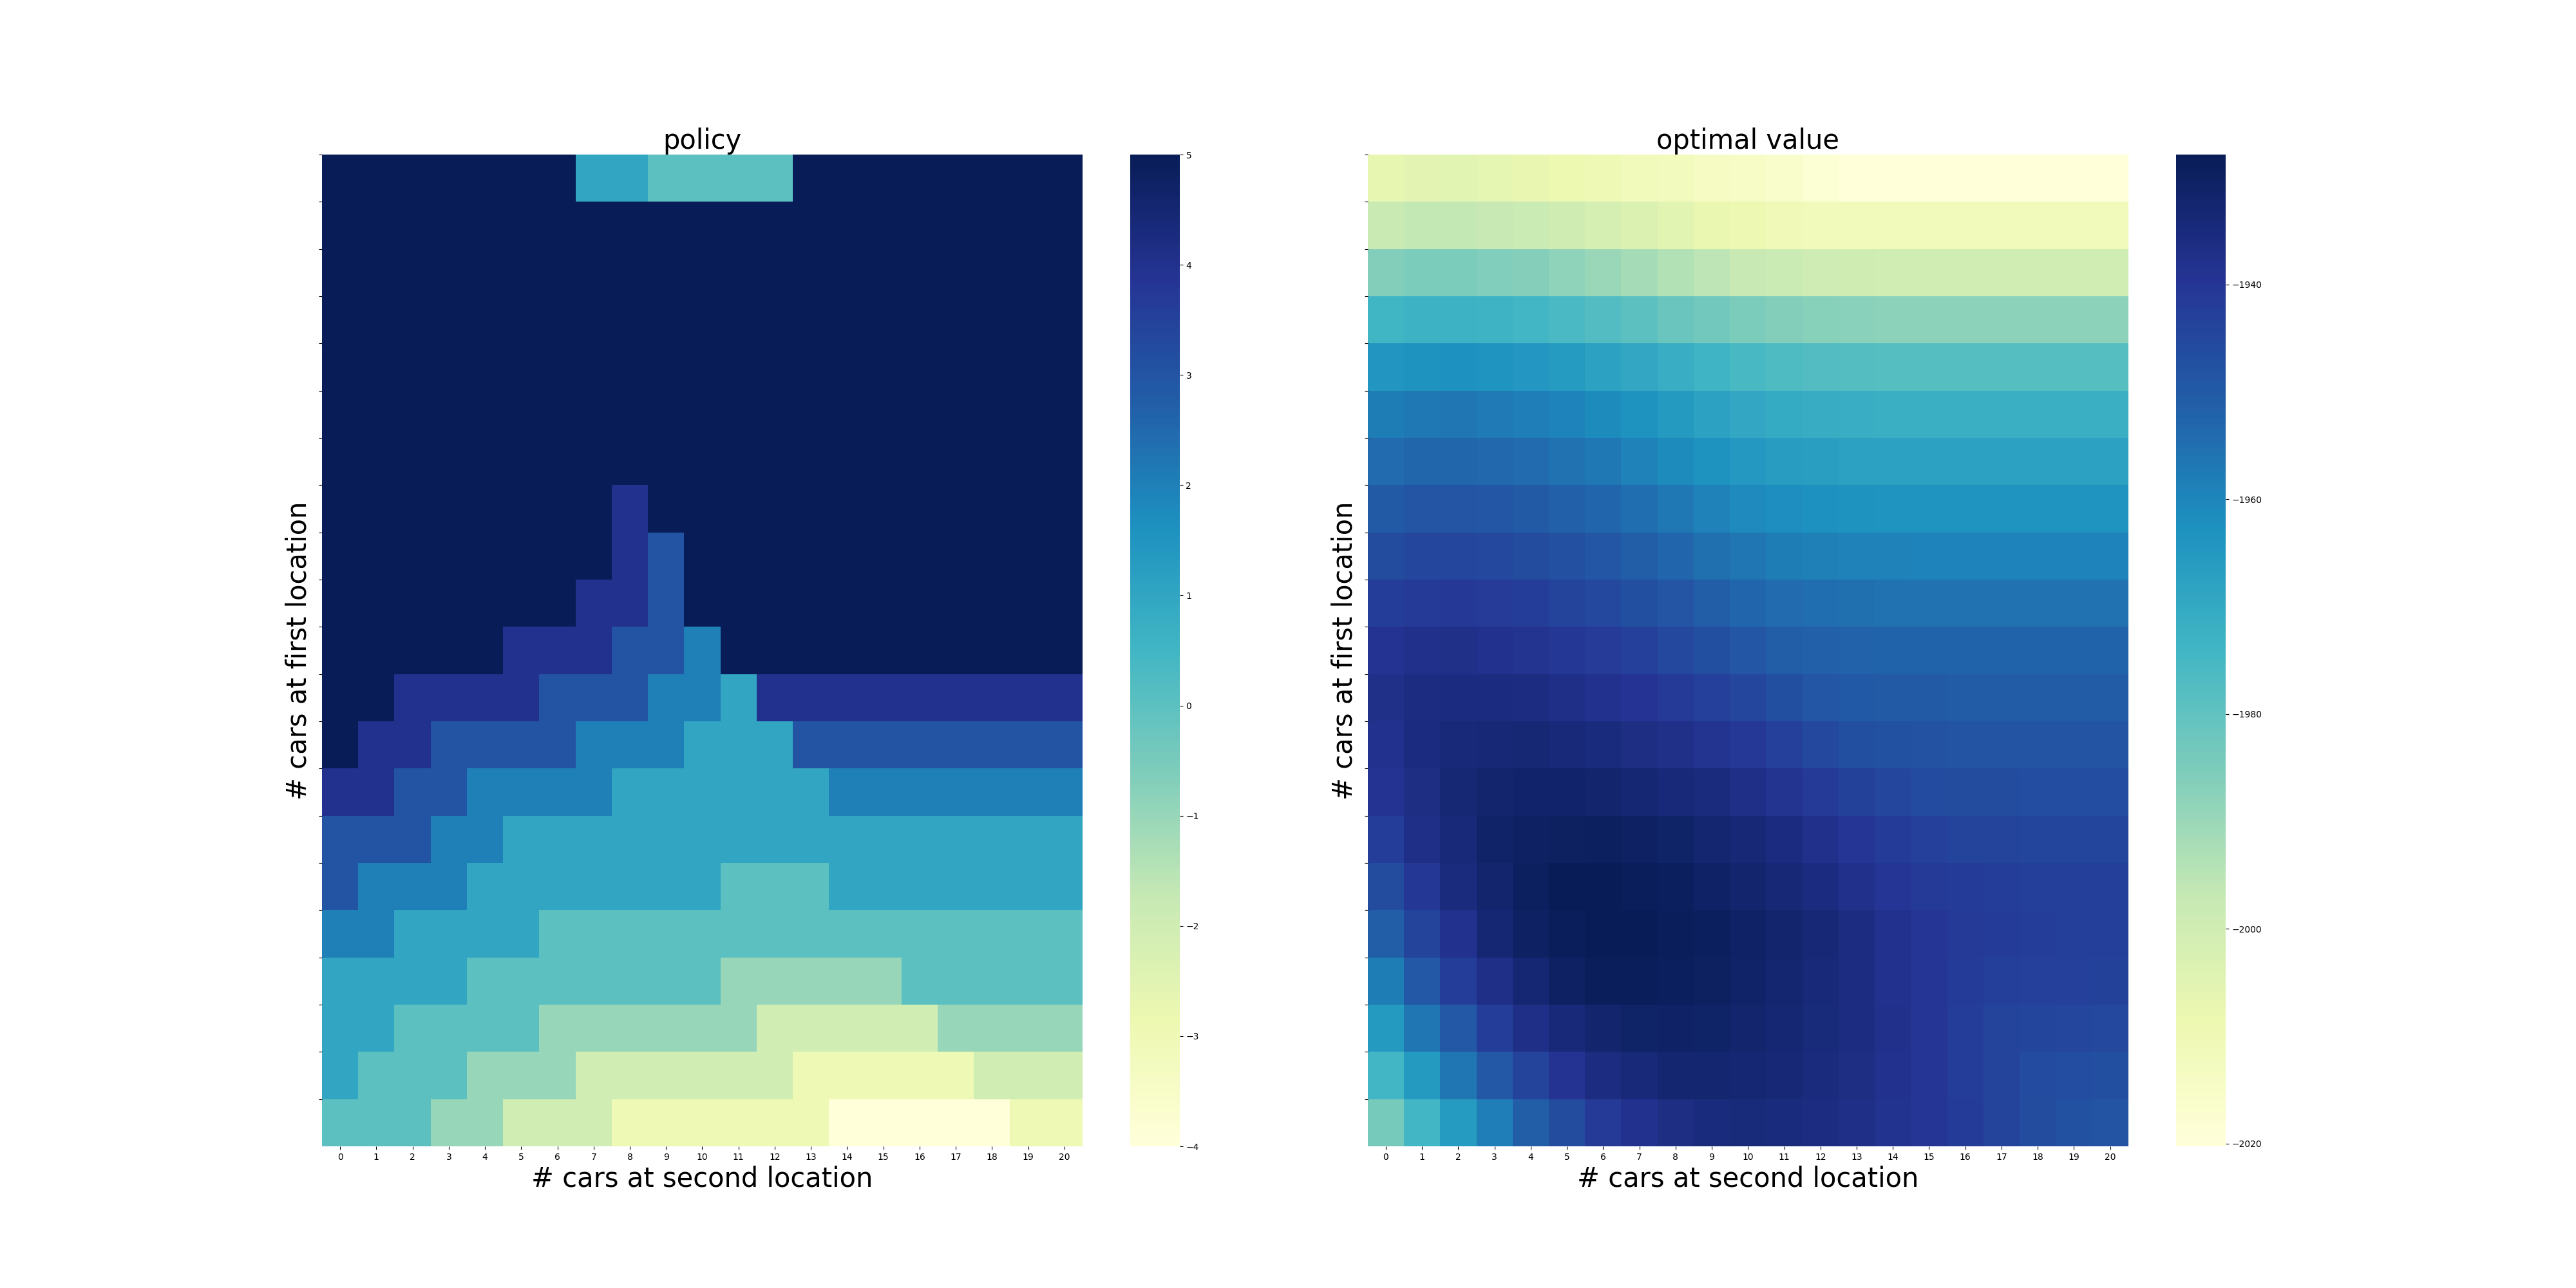 policy
5
4
3
2
1
0
−1
−2
−3
−4
# cars at first location
0 1 2 3 4 5 6 7 8 9 10 11 12 13 14 15 16 17 18 19 20
# cars at second location
optimal value
−1940
−1960
−1980
−2000
−2020
# cars at first location
0 1 2 3 4 5 6 7 8 9 10 11 12 13 14 15 16 17 18 19 20
# cars at second location